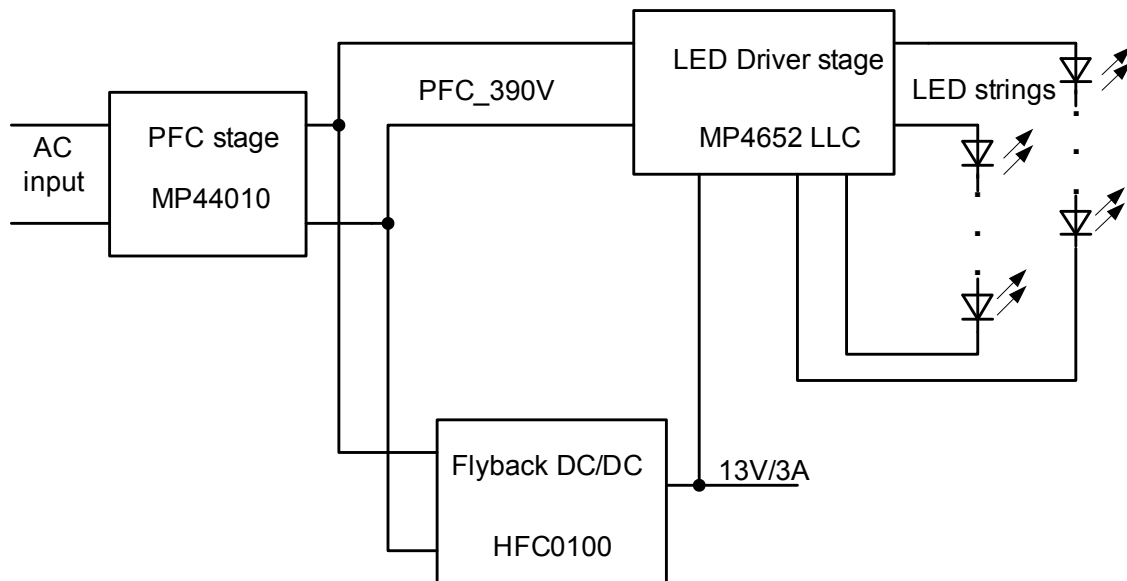 AC
input
PFC stage
MP44010
PFC_390V
LED Driver stage
MP4652 LLC
LED strings
Flyback DC/DC
HFC0100
13V/3A